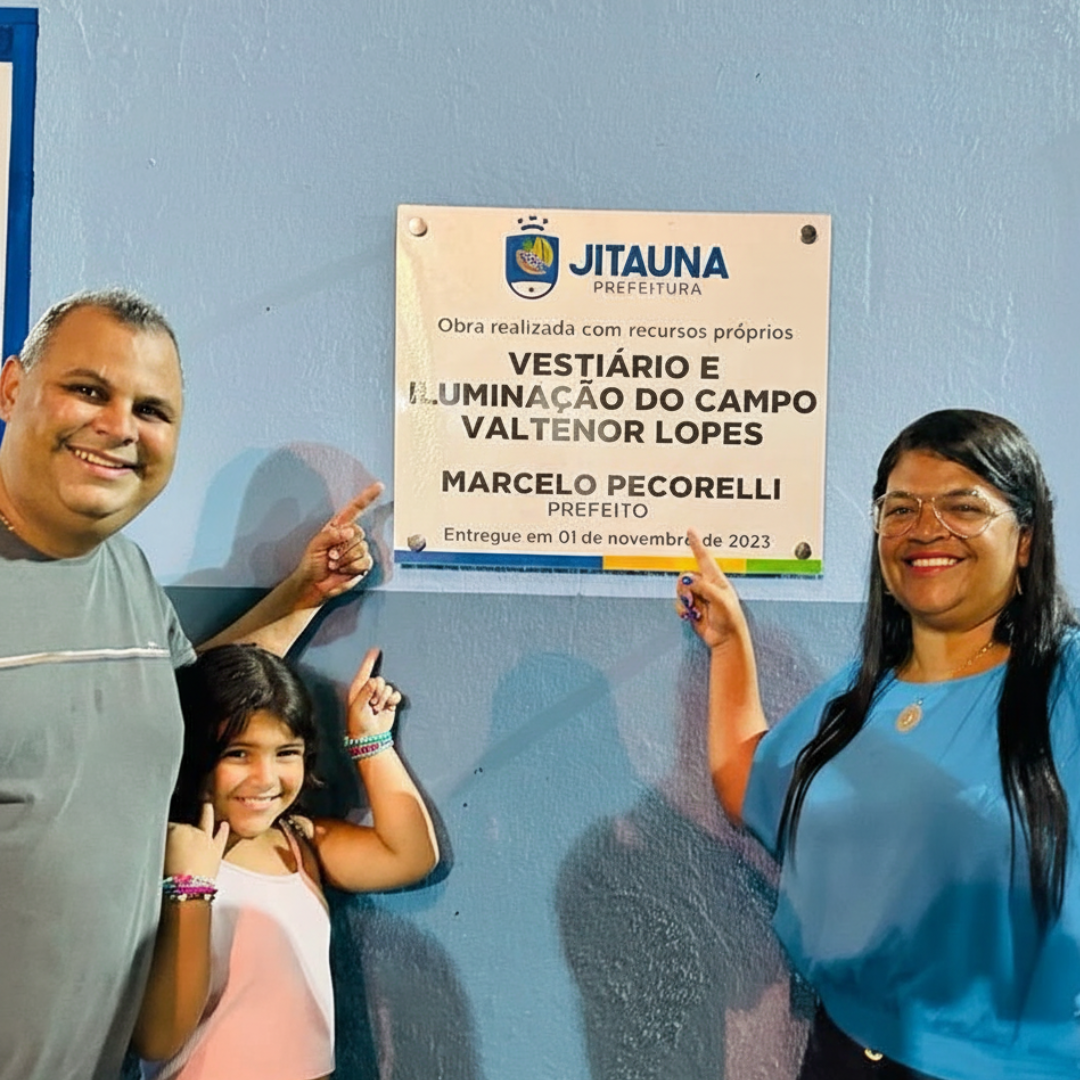 JITAUNA
PREFEITURA
Obra realizada com recursos próprios
VESTIÁRIO E
ILUMINAÇÃO DO CAMPO
VALTENOR LOPES
MARCELO PECORELLI
PREFEITO
Entregue em 01 de novembro de 2023